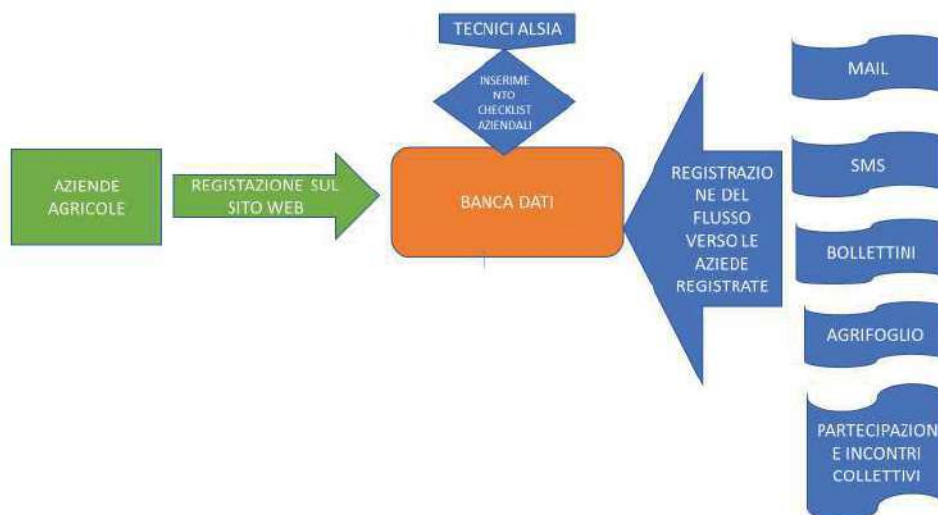 TECNICI ALSIA
INSERIME
NTO
CHECKLIST
AZIENDALI
AZIENDE
AGRICOLE
REGISTAZIONE SUL
SITO WEB
BANCA DATI
REGISTRAZIO
NE DEL
FLUSSO
VERSO LE
AZIEDE
REGISTRATE
MAIL
SMS
BOLLETTINI
AGRIFOGLIO
PARTECIPAZION
E INCONTRI
COLLETTIVI